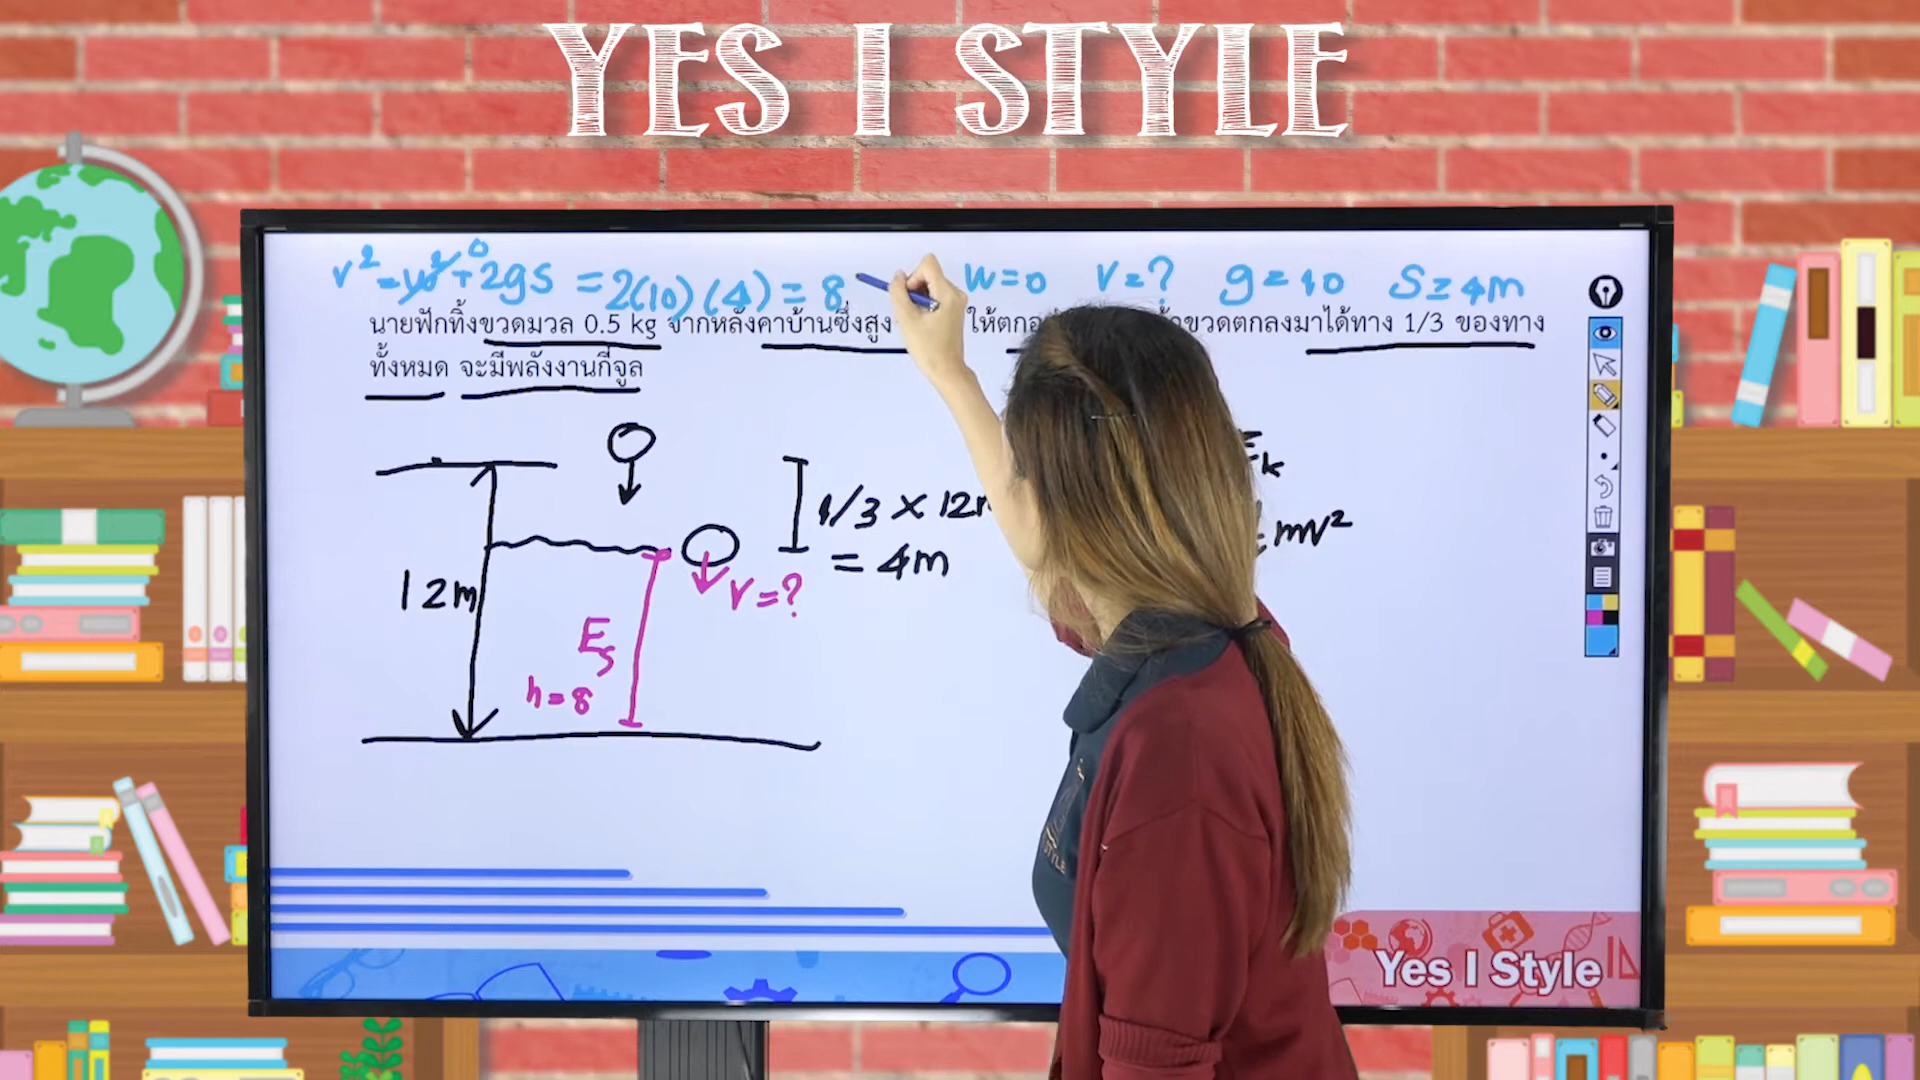 YES I STYLE
v² = u² + 2gs = 2(10)(4) = 8 u=0 v=? g=10 s=4m
นายฟักทิ้งขวดมวล 0.5 kg จากหลังคาบ้านซึ่งสูง ให้ตก ขวดตกลงมาได้ทาง 1/3 ของทาง
ทั้งหมด จะมีพลังงานกี่จูล
0
1/3 × 12
= 4m
k
mv²
12m
v=?
E
h=8
STYLE
Yes I Style